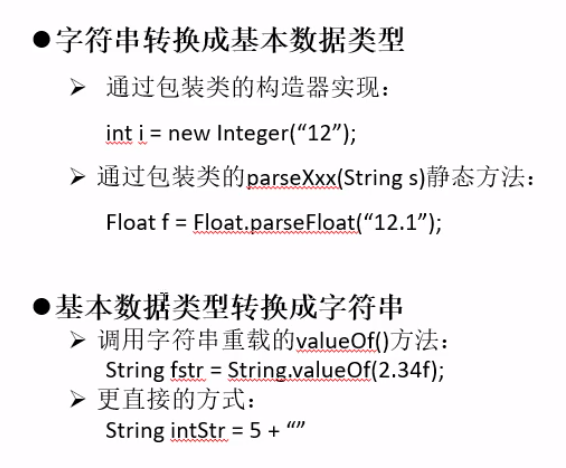 ●字符串转换成基本数据类型
➢ 通过包装类的构造器实现：
int i = new Integer(“12”);
➢ 通过包装类的parseXxx(String s)静态方法：
Float f = Float.parseFloat(“12.1”);
●基本数据类型转换成字符串
➢ 调用字符串重载的valueOf()方法：
String fstr = String.valueOf(2.34f);
➢ 更直接的方式：
String intStr = 5 + “”